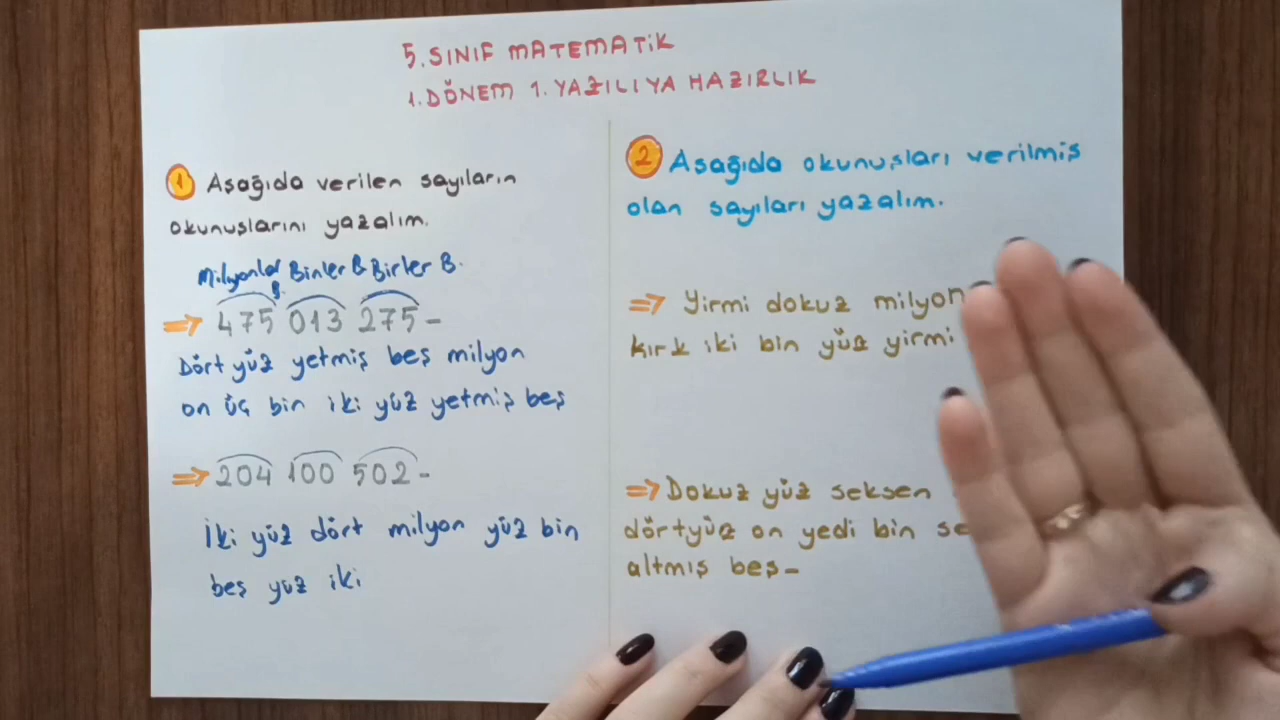 5. SINIF MATEMATİK
1. DÖNEM 1. YAZILIYA HAZIRLIK
1 Aşağıda verilen sayıların
okunuşlarını yazalım.
Milyonlar B. Binler B Birler B.
⇒ 475 013 275-
Dört yüz yetmiş beş milyon
on üç bin iki yüz yetmiş beş
⇒ 204 100 502-
İki yüz dört milyon yüz bin
beş yüz iki
2 Aşağıda okunuşları verilmiş
olan sayıları yazalım.
⇒ Yirmi dokuz milyon
kırk iki bin yüz yirmi
⇒ Dokuz yüz seksen
dörtyüz on yedi bin
altmış beş-